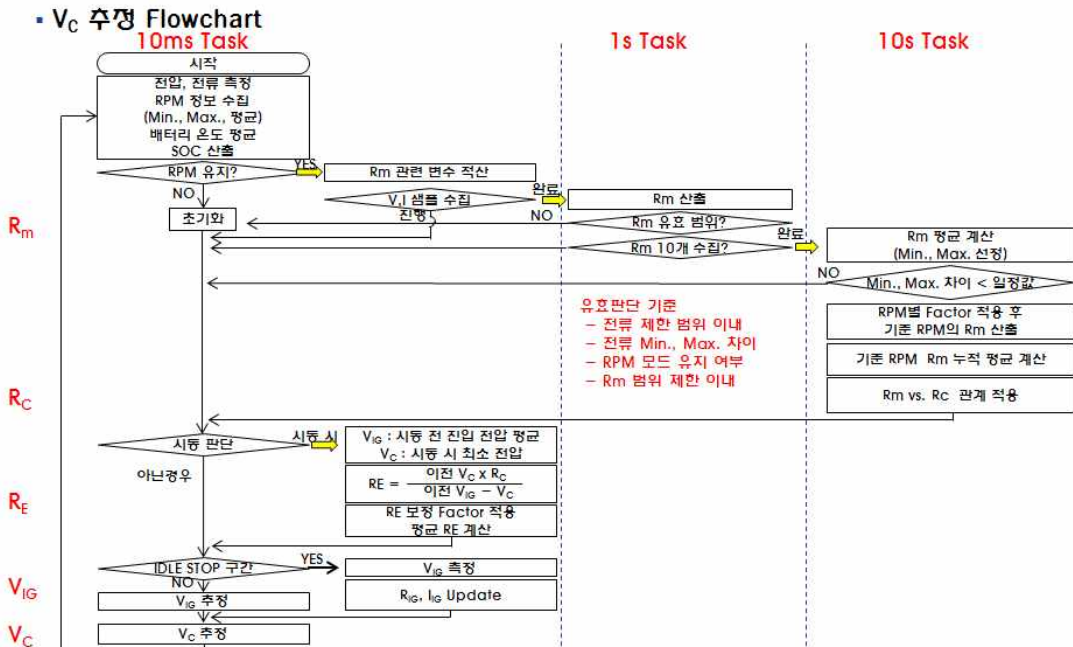 ▪ V_C 추정 Flowchart
10ms Task
1s Task
10s Task
시작
전압, 전류 측정
RPM 정보 수집
(Min., Max., 평균)
배터리 온도 평균
SOC 산출
RPM 유지?
YES
Rm 관련 변수 적산
NO
V,I 샘플 수집
완료
Rm 산출
진행
초기화
R_m
NO
Rm 유효 범위?
Rm 10개 수집?
완료
Rm 평균 계산
(Min., Max. 선정)
NO
Min., Max. 차이 < 일정값
유효판단 기준
– 전류 제한 범위 이내
– 전류 Min., Max. 차이
– RPM 모드 유지 여부
– Rm 범위 제한 이내
RPM별 Factor 적용 후
기준 RPM의 Rm 산출
기준 RPM Rm 누적 평균 계산
Rm vs. Rc 관계 적용
R_C
시동 판단
시동 시
V_IG : 시동 전 진입 전압 평균
V_C : 시동 시 최소 전압
아닌경우
RE = 이전 V_C x R_C
이전 V_IG – V_C
R_E
RE 보정 Factor 적용
평균 RE 계산
IDLE STOP 구간
YES
V_IG 측정
NO
V_IG
V_IG 추정
R_IG, I_IG Update
V_C
V_C 추정